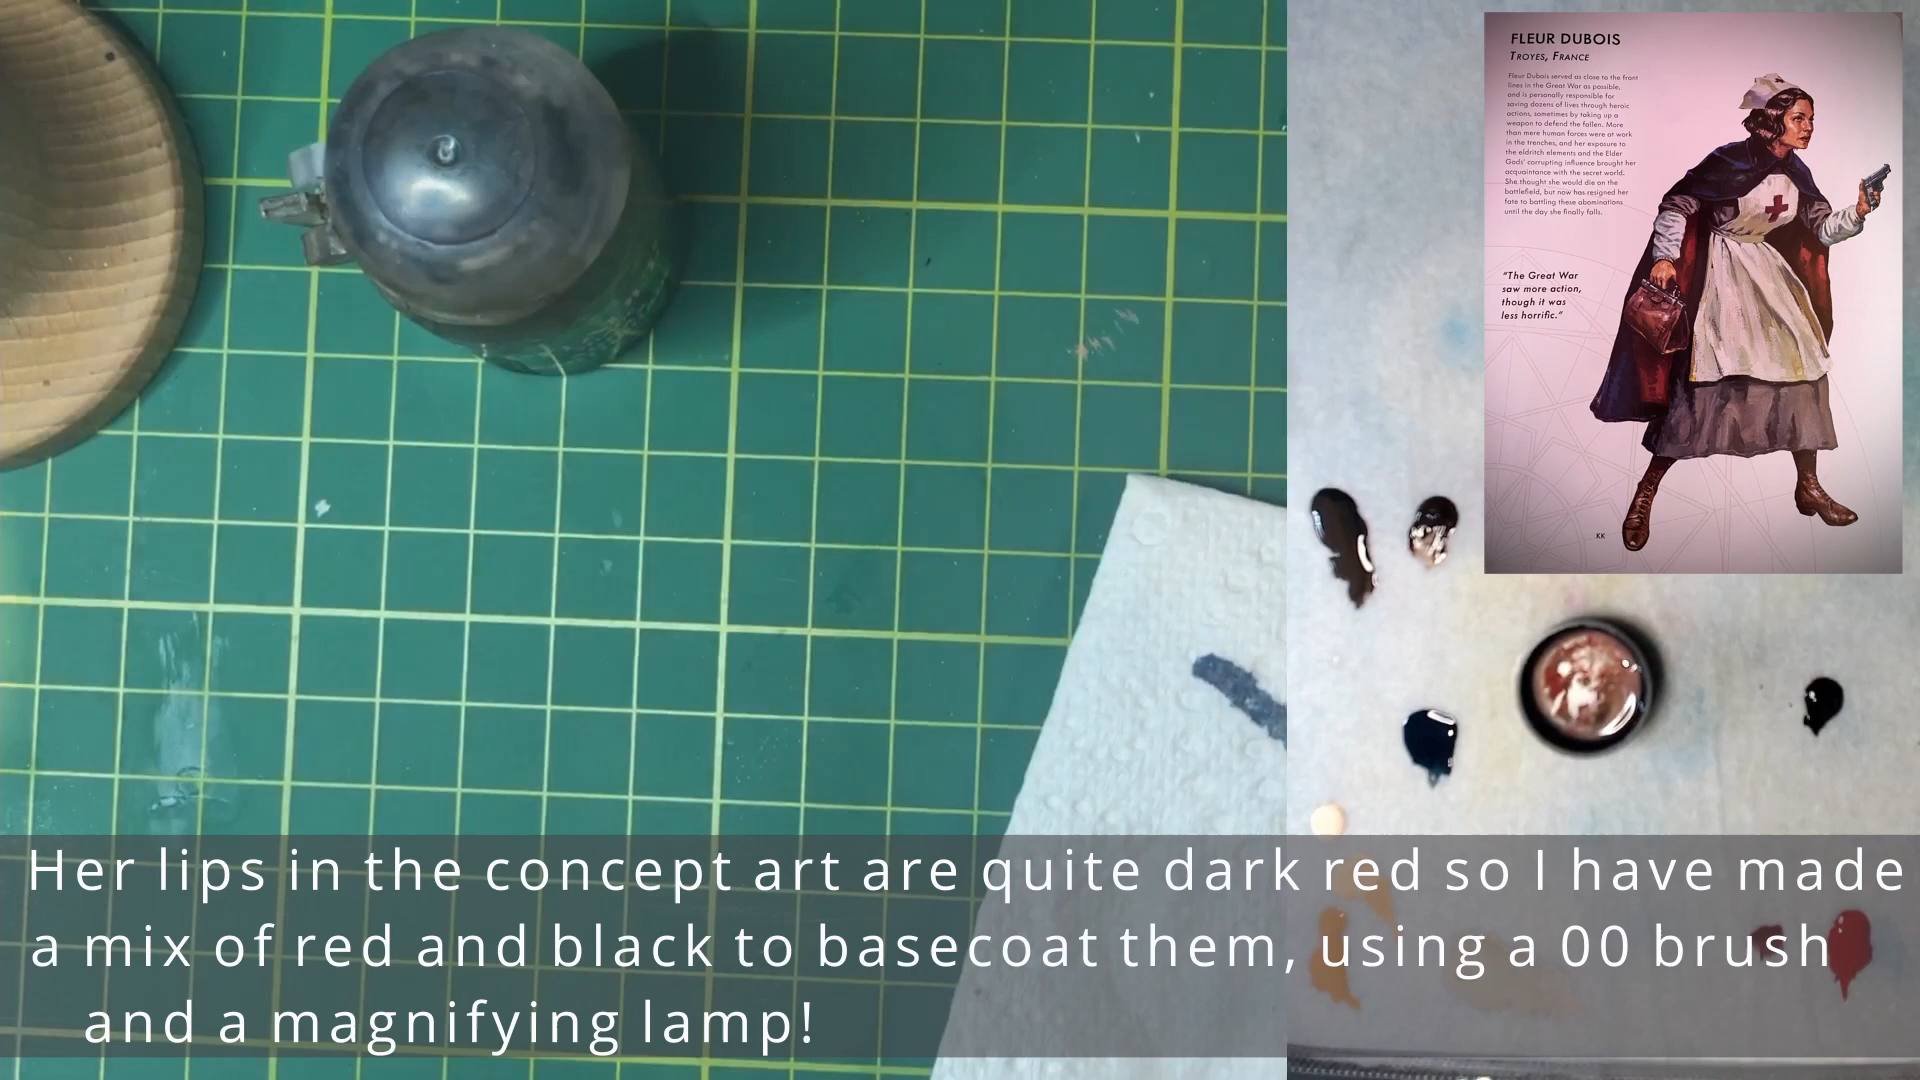 FLEUR DUBOIS
TROYES, FRANCE
Fleur Dubois served as close to the front
lines in the Great War as possible,
and is personally responsible for
saving dozens of lives through heroic
actions, sometimes by taking up a
weapon to defend the fallen. More
than mere human forces were at work
in the trenches, and her exposure to
the eldritch elements and the Elder
Gods' corrupting influence brought her
acquaintance with the secret world.
She thought she would die on the
battlefield, but now has resigned her
fate to battling these abominations
until the day she finally falls.
"The Great War
saw more action,
though it was
less horrific."
KK
Her lips in the concept art are quite dark red so I have made
a mix of red and black to basecoat them, using a 00 brush
and a magnifying lamp!